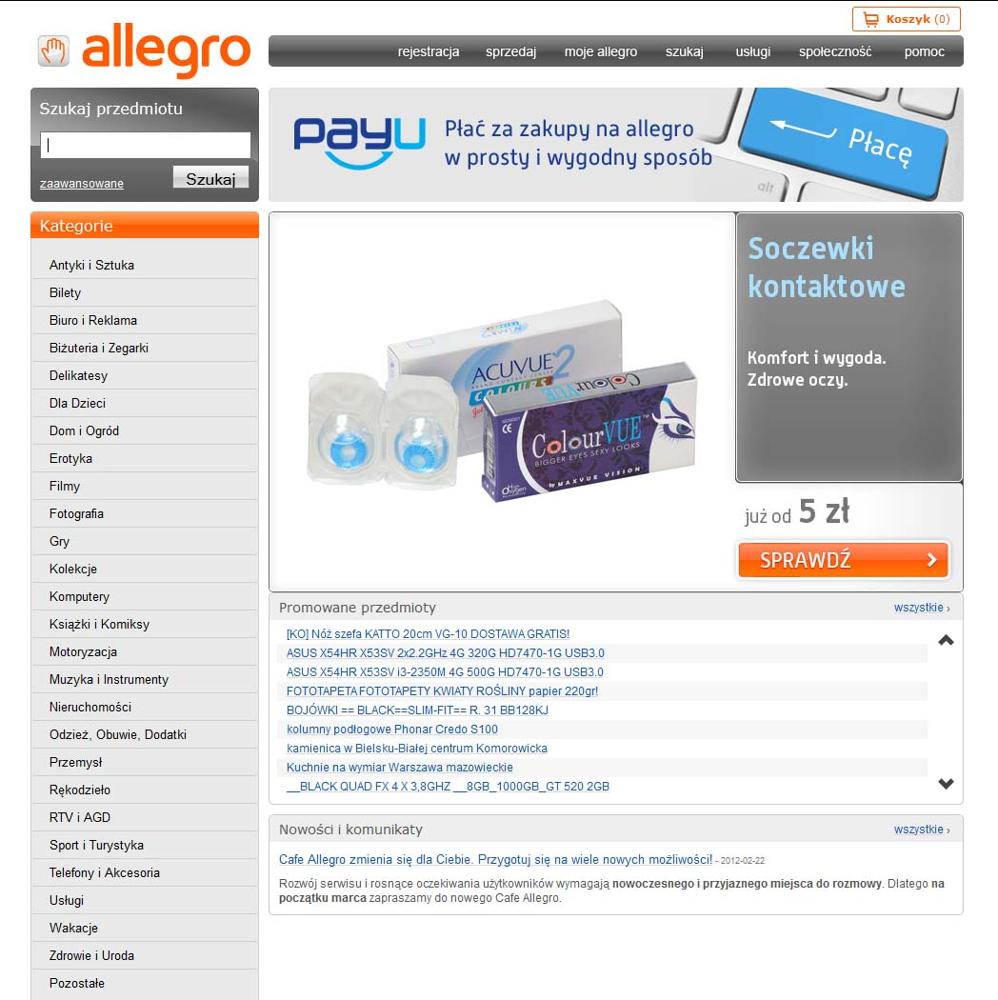 Koszyk (0)
allegro
rejestracja sprzedaj moje allegro szukaj usługi społeczność pomoc
Szukaj przedmiotu
zaawansowane
Szukaj
payu
Płać za zakupy na allegro
w prosty i wygodny sposób
Płacę
alt
Kategorie
Antyki i Sztuka
Bilety
Biuro i Reklama
Biżuteria i Zegarki
Delikatesy
Dla Dzieci
Dom i Ogród
Erotyka
Filmy
Fotografia
Gry
Kolekcje
Komputery
Książki i Komiksy
Motoryzacja
Muzyka i Instrumenty
Nieruchomości
Odzież, Obuwie, Dodatki
Przemysł
Rękodzieło
RTV i AGD
Sport i Turystyka
Telefony i Akcesoria
Usługi
Wakacje
Zdrowie i Uroda
Pozostałe
ACUVUE2
BRAND CONTACT LENSES
COLOURS
ColourVUE
ColourVUE™
BIGGER EYES SEXY LOOKS
by MAXVUE VISION
CE
Soczewki
kontaktowe
Komfort i wygoda.
Zdrowe oczy.
już od 5 zł
SPRAWDŹ
Promowane przedmioty wszystkie ›
[KO] Nóż szefa KATTO 20cm VG-10 DOSTAWA GRATIS!
ASUS X54HR X53SV 2x2.2GHz 4G 320G HD7470-1G USB3.0
ASUS X54HR X53SV i3-2350M 4G 500G HD7470-1G USB3.0
FOTOTAPETA FOTOTAPETY KWIATY ROŚLINY papier 220gr!
BOJÓWKI == BLACK==SLIM-FIT== R. 31 BB128KJ
kolumny podłogowe Phonar Credo S100
kamienica w Bielsku-Białej centrum Komorowicka
Kuchnie na wymiar Warszawa mazowieckie
__BLACK QUAD FX 4 X 3,8GHZ __8GB_1000GB_GT 520 2GB
Nowości i komunikaty wszystkie ›
Cafe Allegro zmienia się dla Ciebie. Przygotuj się na wiele nowych możliwości! - 2012-02-22
Rozwój serwisu i rosnące oczekiwania użytkowników wymagają nowoczesnego i przyjaznego miejsca do rozmowy. Dlatego na
początku marca zapraszamy do nowego Cafe Allegro.